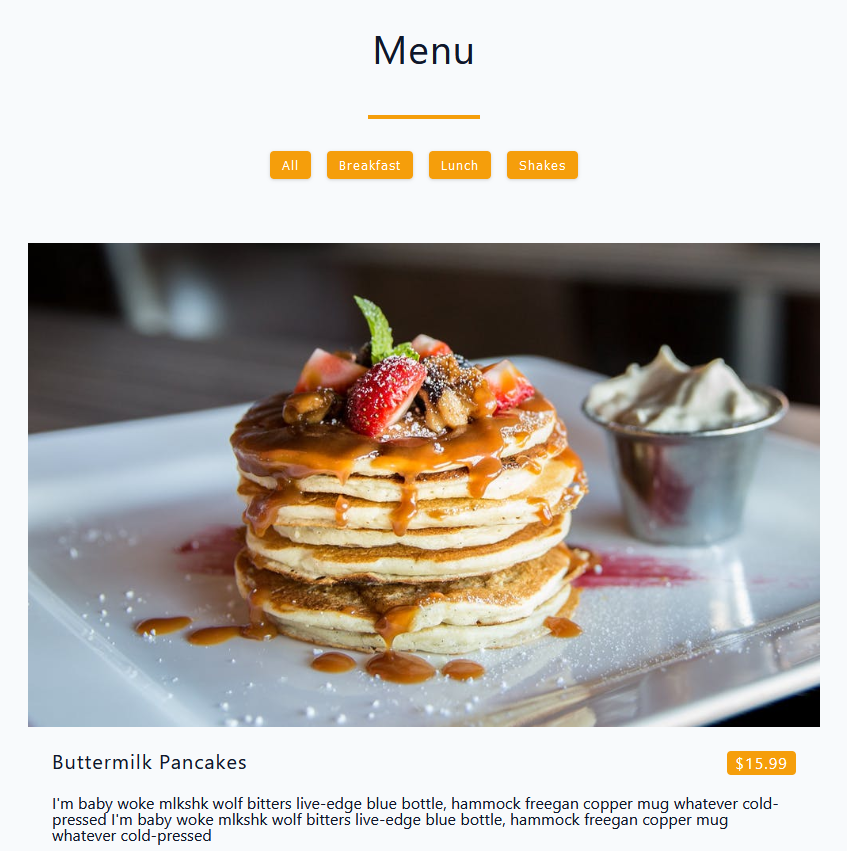 Menu
All Breakfast Lunch Shakes
Buttermilk Pancakes $15.99
I'm baby woke mlkshk wolf bitters live-edge blue bottle, hammock freegan copper mug whatever cold-
pressed I'm baby woke mlkshk wolf bitters live-edge blue bottle, hammock freegan copper mug
whatever cold-pressed